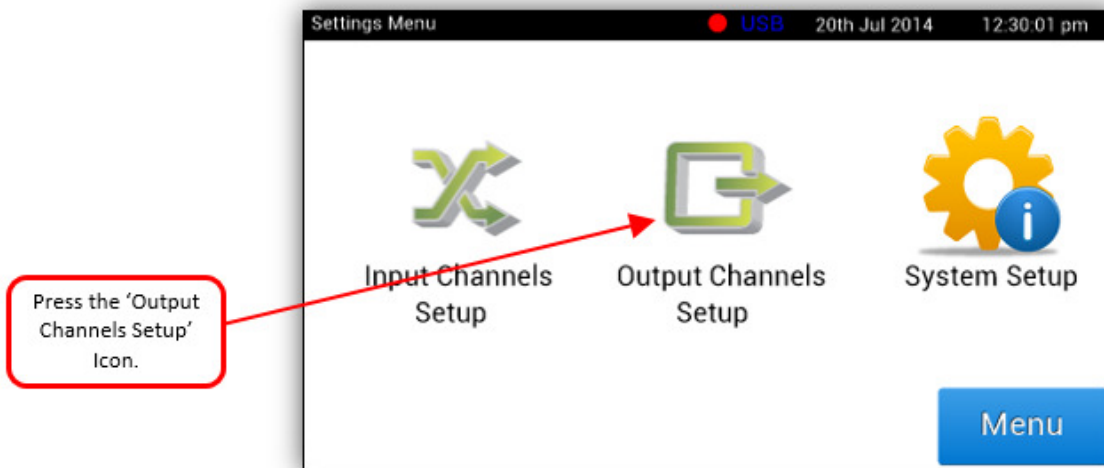 Settings Menu USB 20th Jul 2014 12:30:01 pm
Input Channels
Setup
Output Channels
Setup
System Setup
Press the ‘Output
Channels Setup’
Icon.
Menu